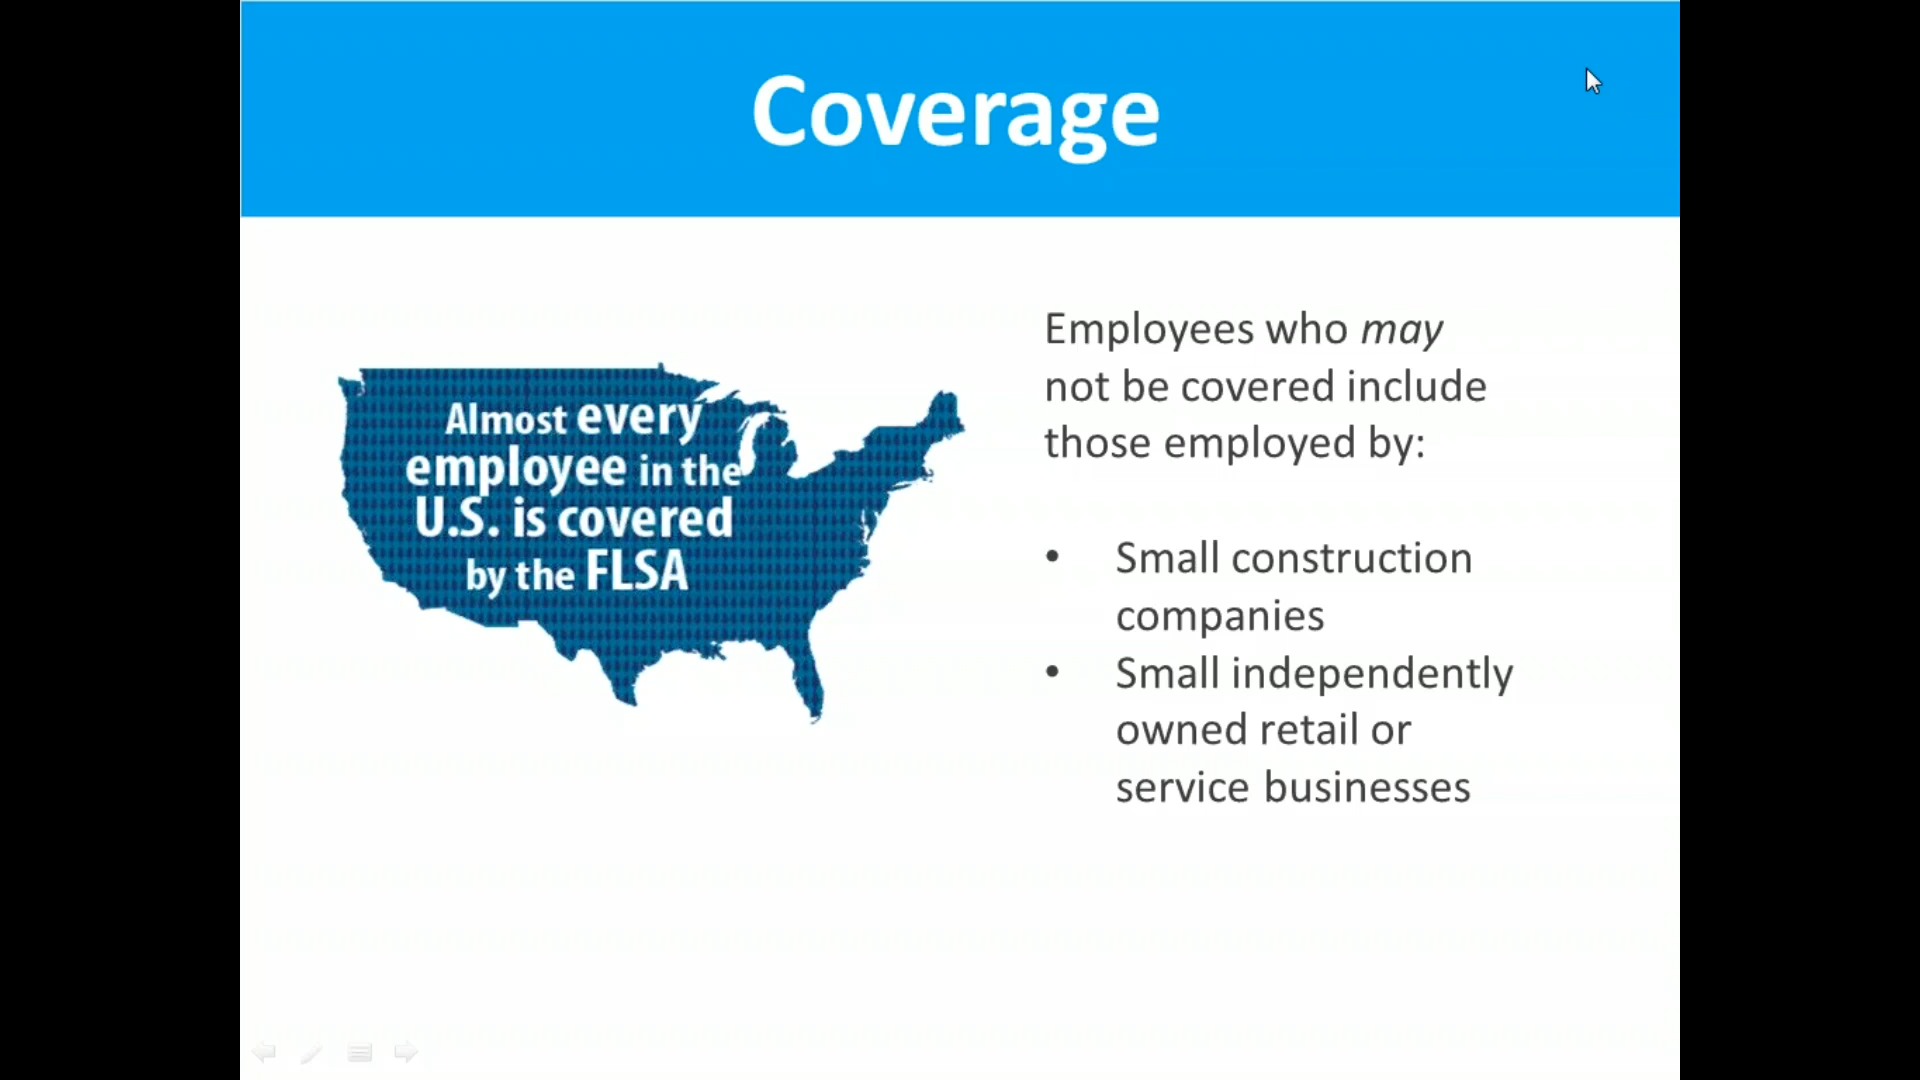 Coverage
Almost every
employee in the
U.S. is covered
by the FLSA
Employees who may
not be covered include
those employed by:
• Small construction
companies
• Small independently
owned retail or
service businesses